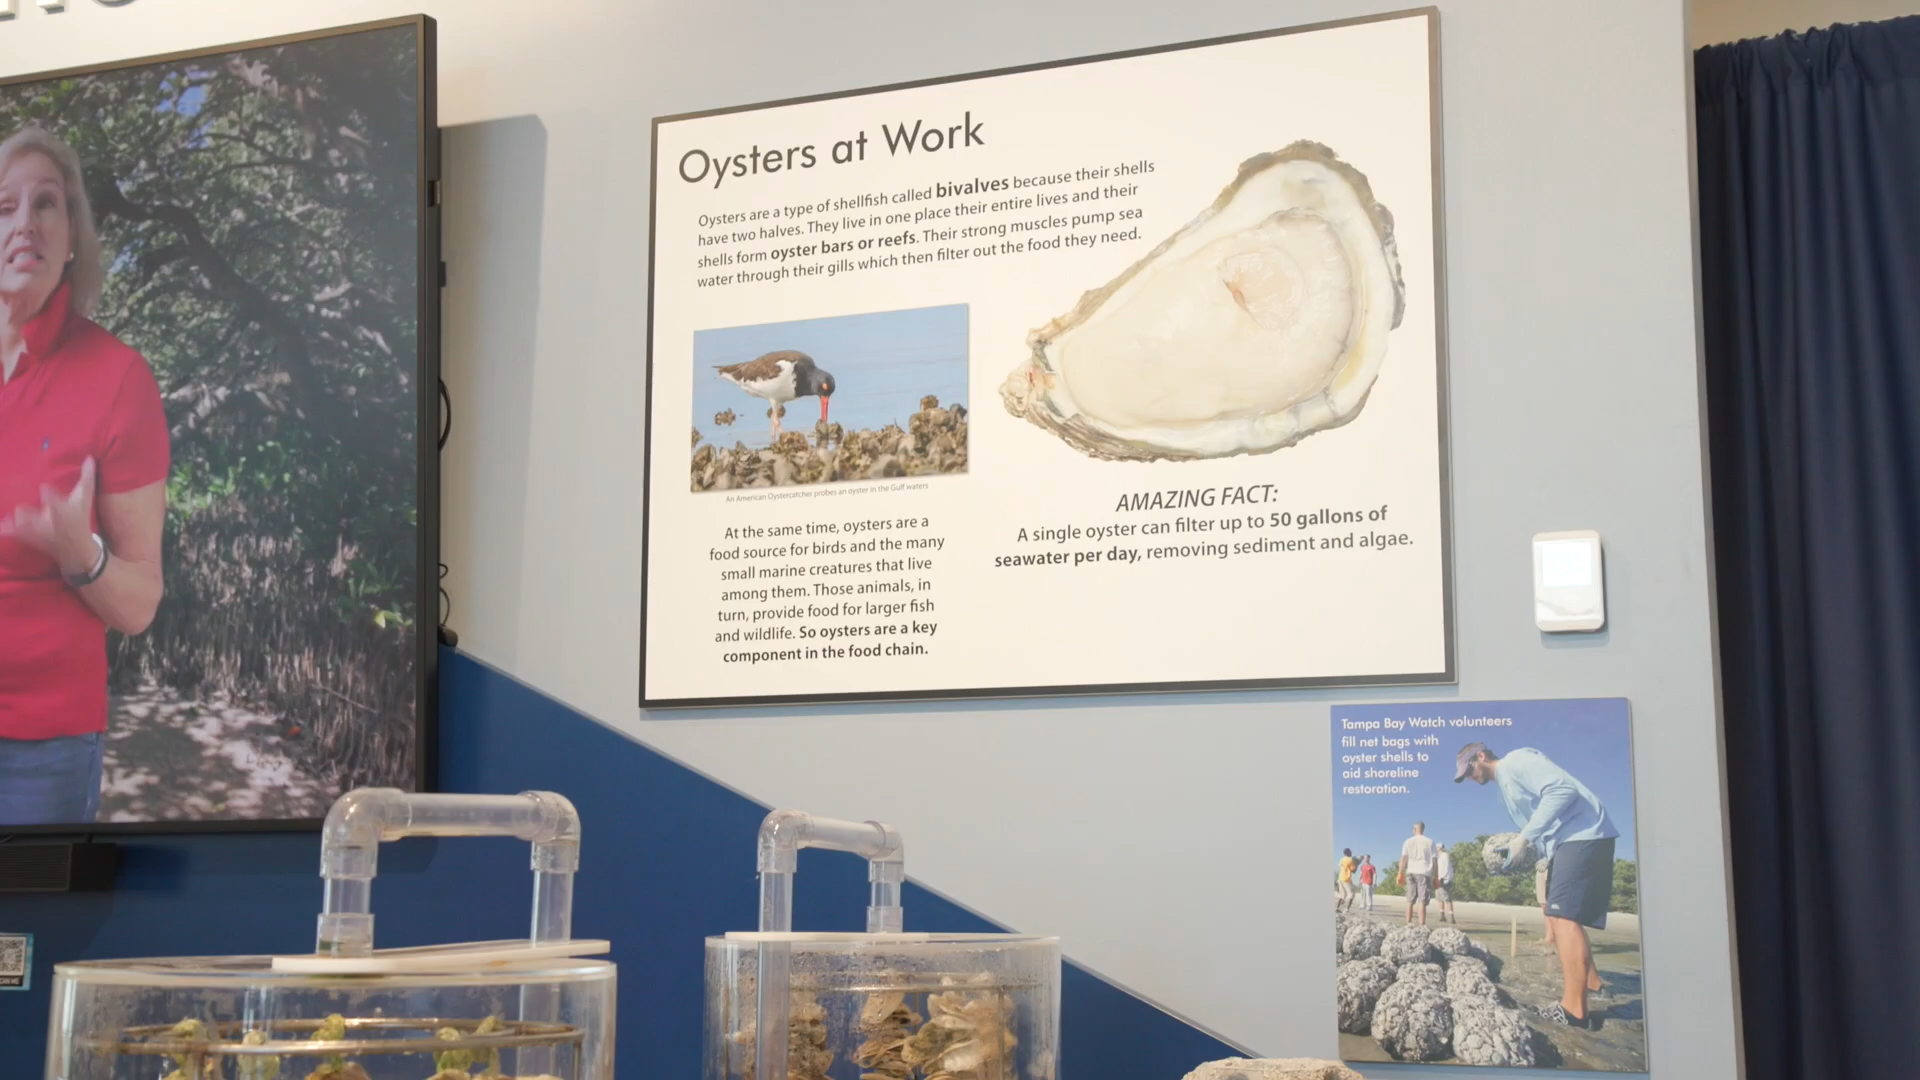 Oysters at Work
Oysters are a type of shellfish called bivalves because their shells
have two halves. They live in one place their entire lives and their
shells form oyster bars or reefs. Their strong muscles pump sea
water through their gills which then filter out the food they need.
An American Oystercatcher probes an oyster in the Gulf waters
At the same time, oysters are a
food source for birds and the many
small marine creatures that live
among them. Those animals, in
turn, provide food for larger fish
and wildlife. So oysters are a key
component in the food chain.
AMAZING FACT:
A single oyster can filter up to 50 gallons of
seawater per day, removing sediment and algae.
Tampa Bay Watch volunteers
fill net bags with
oyster shells to
aid shoreline
restoration.